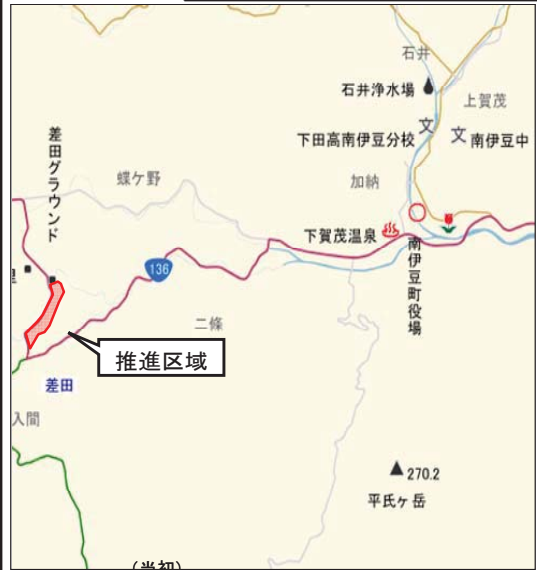 石井
石井浄水場
上賀茂
下田高南伊豆分校
文
文
南伊豆中
差田グラウンド
蝶ケ野
加納
下賀茂温泉
南伊豆町役場
136
二條
推進区域
差田
入間
270.2
平氏ヶ岳
(当初)